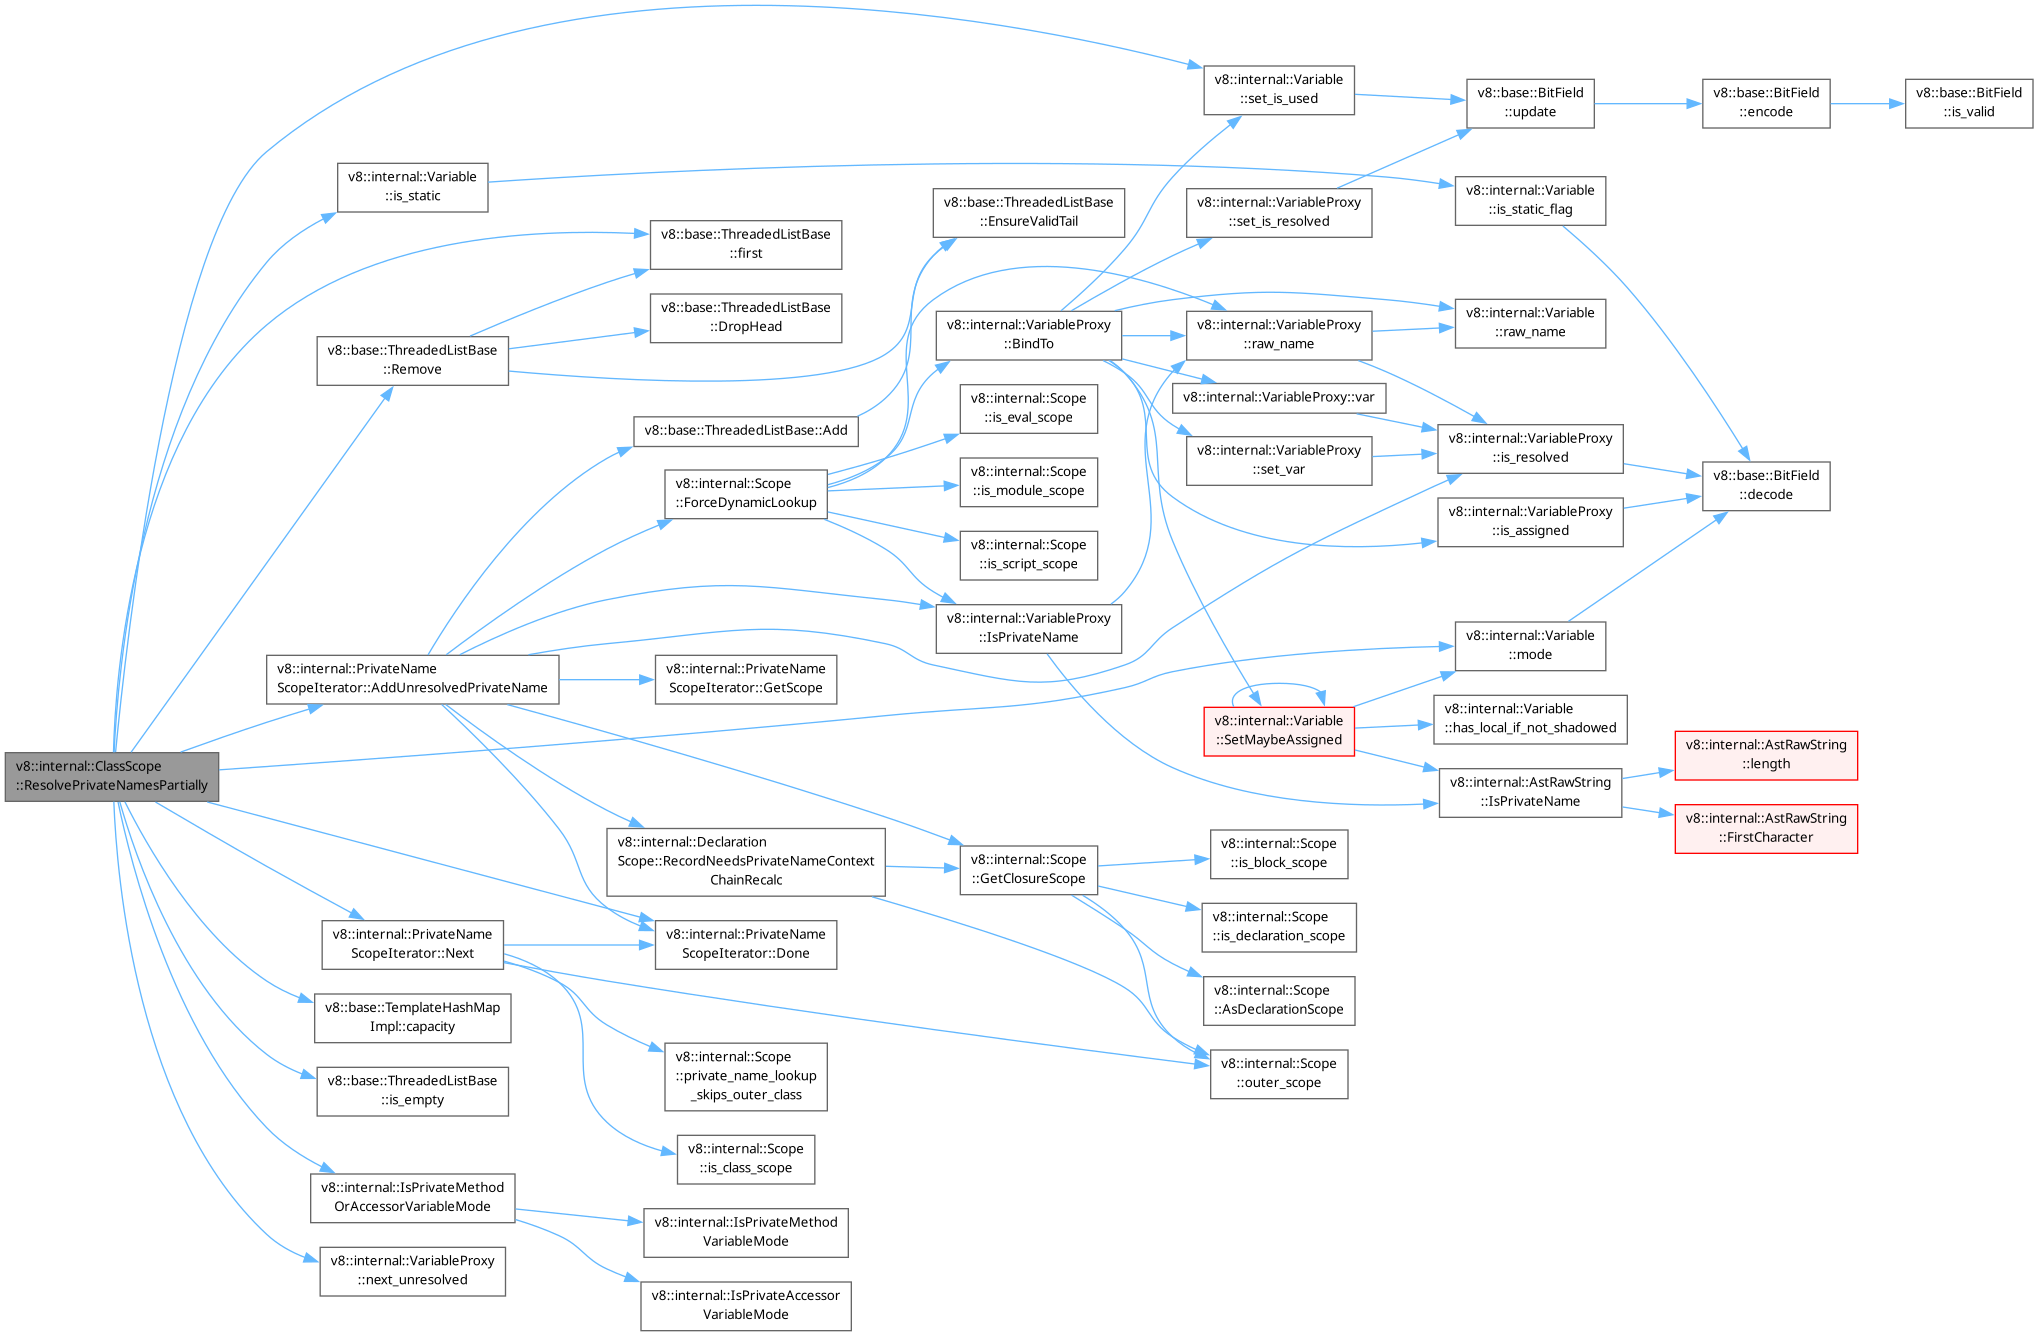 v8::internal::ClassScope
::ResolvePrivateNamesPartially
v8::internal::Variable
::is_static
v8::base::ThreadedListBase
::Remove
v8::internal::PrivateName
ScopeIterator::AddUnresolvedPrivateName
v8::internal::PrivateName
ScopeIterator::Next
v8::base::TemplateHashMap
Impl::capacity
v8::base::ThreadedListBase
::is_empty
v8::internal::IsPrivateMethod
OrAccessorVariableMode
v8::internal::VariableProxy
::next_unresolved
v8::base::ThreadedListBase
::first
v8::base::ThreadedListBase
::DropHead
v8::base::ThreadedListBase::Add
v8::internal::Scope
::ForceDynamicLookup
v8::internal::PrivateName
ScopeIterator::GetScope
v8::internal::Declaration
Scope::RecordNeedsPrivateNameContext
ChainRecalc
v8::internal::PrivateName
ScopeIterator::Done
v8::internal::Scope
::private_name_lookup
_skips_outer_class
v8::internal::Scope
::is_class_scope
v8::internal::IsPrivateMethod
VariableMode
v8::internal::IsPrivateAccessor
VariableMode
v8::base::ThreadedListBase
::EnsureValidTail
v8::internal::VariableProxy
::BindTo
v8::internal::Scope
::is_eval_scope
v8::internal::Scope
::is_module_scope
v8::internal::Scope
::is_script_scope
v8::internal::VariableProxy
::IsPrivateName
v8::internal::Scope
::GetClosureScope
v8::internal::Variable
::set_is_used
v8::internal::VariableProxy
::set_is_resolved
v8::internal::VariableProxy
::raw_name
v8::internal::VariableProxy::var
v8::internal::VariableProxy
::set_var
v8::internal::Variable
::SetMaybeAssigned
v8::internal::Scope
::is_block_scope
v8::internal::Scope
::is_declaration_scope
v8::internal::Scope
::AsDeclarationScope
v8::internal::Scope
::outer_scope
v8::base::BitField
::update
v8::internal::Variable
::is_static_flag
v8::internal::Variable
::raw_name
v8::internal::VariableProxy
::is_resolved
v8::internal::VariableProxy
::is_assigned
v8::internal::Variable
::mode
v8::internal::Variable
::has_local_if_not_shadowed
v8::internal::AstRawString
::IsPrivateName
v8::base::BitField
::encode
v8::base::BitField
::decode
v8::internal::AstRawString
::length
v8::internal::AstRawString
::FirstCharacter
v8::base::BitField
::is_valid